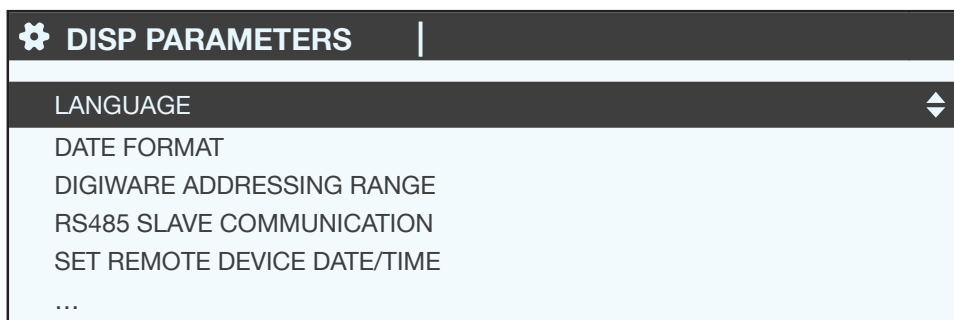 DISP PARAMETERS
LANGUAGE
DATE FORMAT
DIGIWARE ADDRESSING RANGE
RS485 SLAVE COMMUNICATION
SET REMOTE DEVICE DATE/TIME
…